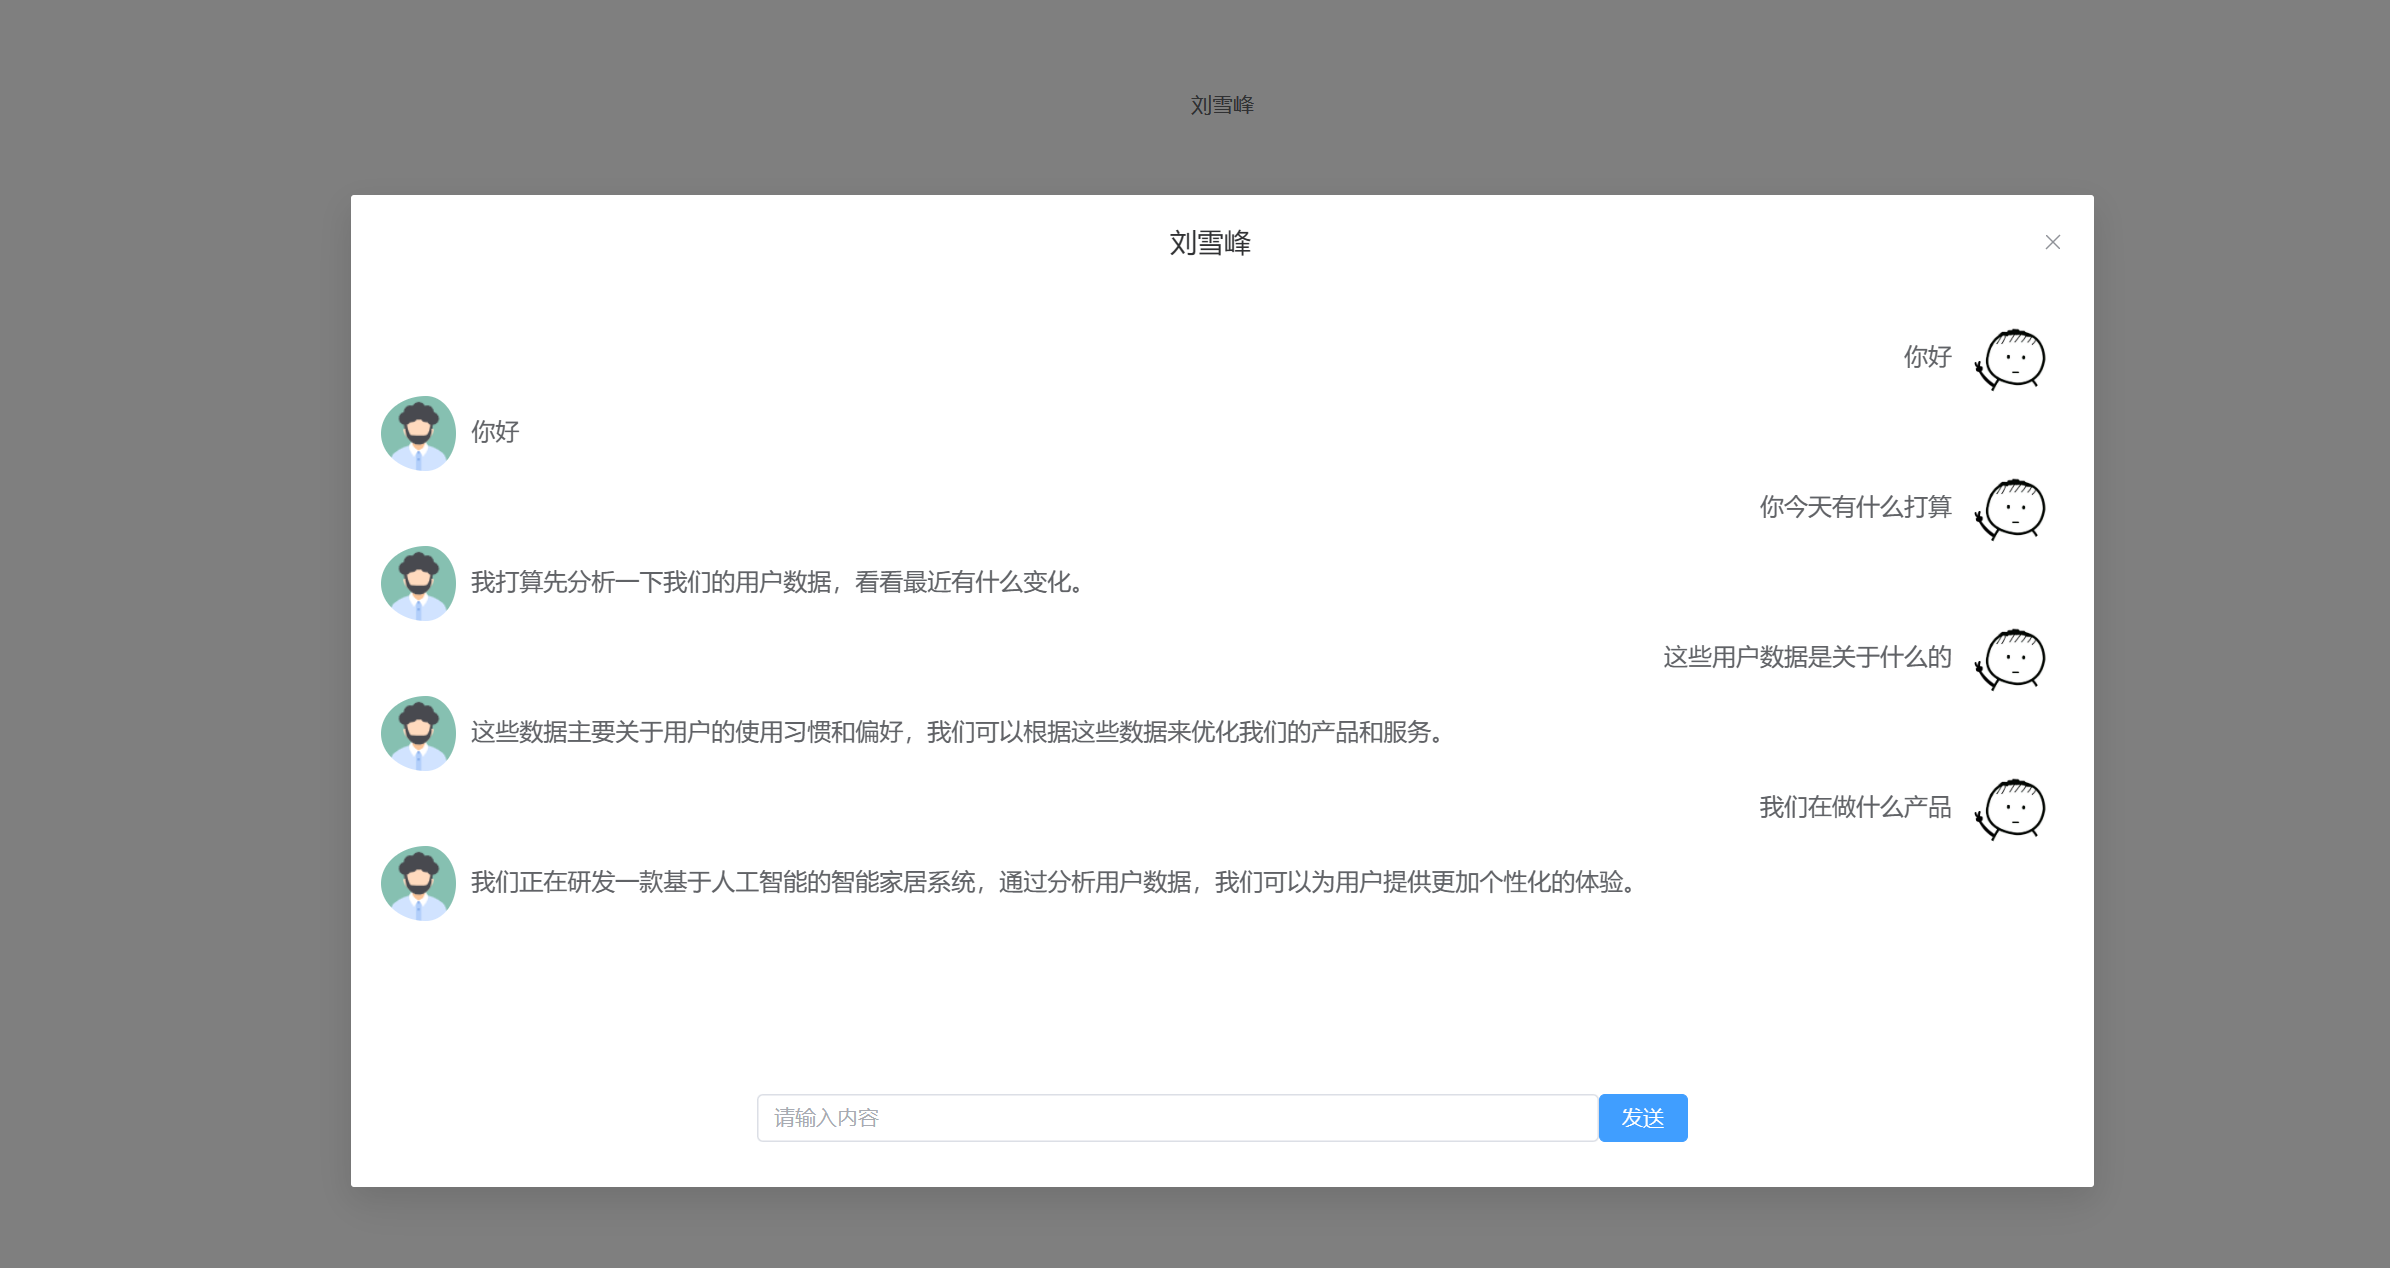 刘雪峰
刘雪峰
你好
你好
你今天有什么打算
我打算先分析一下我们的用户数据，看看最近有什么变化。
这些用户数据是关于什么的
这些数据主要关于用户的使用习惯和偏好，我们可以根据这些数据来优化我们的产品和服务。
我们在做什么产品
我们正在研发一款基于人工智能的智能家居系统，通过分析用户数据，我们可以为用户提供更加个性化的体验。
请输入内容
发送